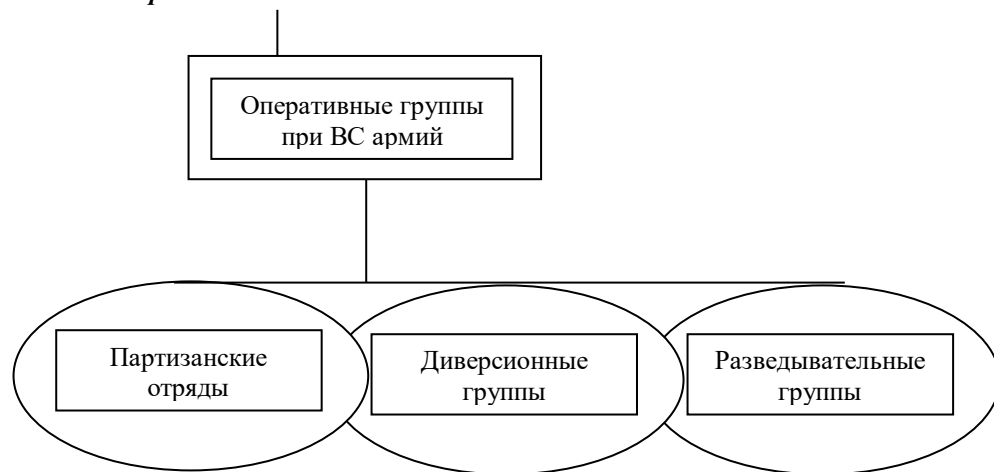 Оперативные группы
при ВС армий
Партизанские
отряды
Диверсионные
группы
Разведывательные
группы